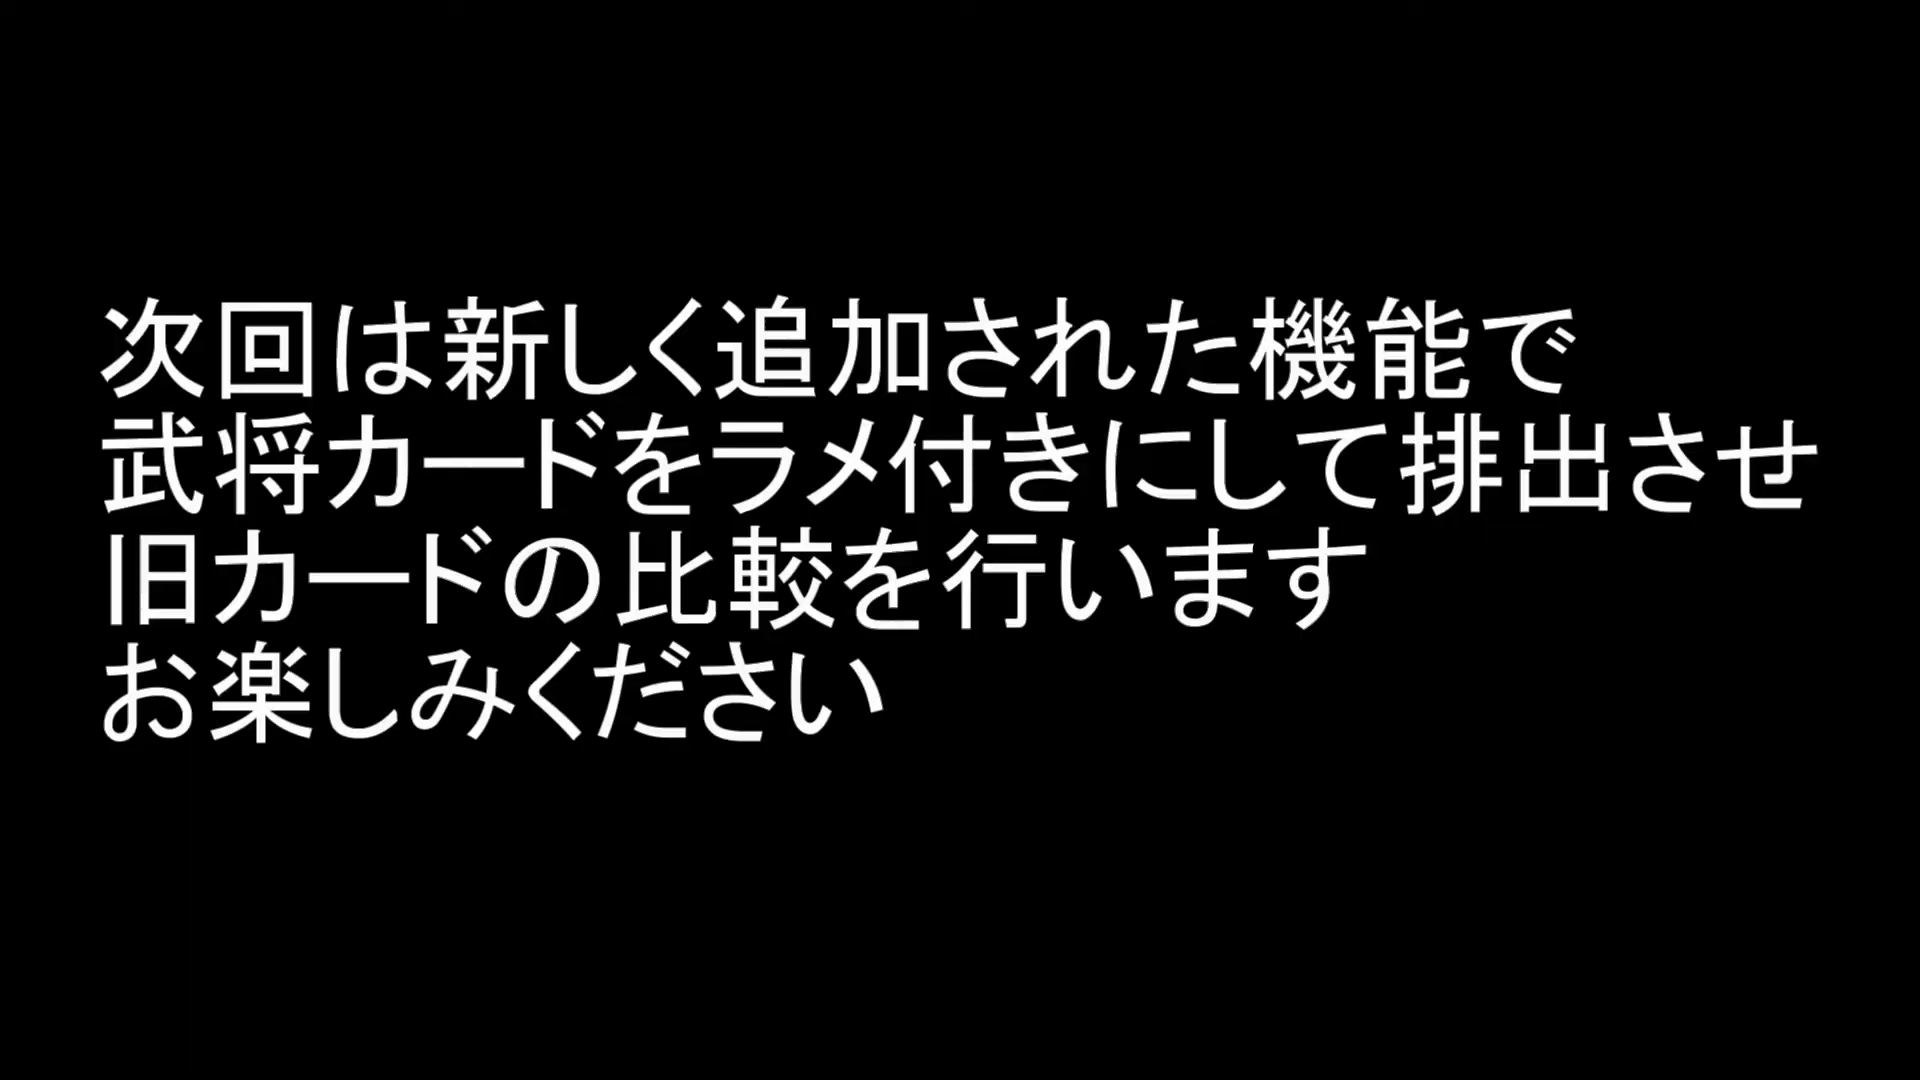 次回は新しく追加された機能で
武将カードをラメ付きにして排出させ
旧カードの比較を行います
お楽しみください